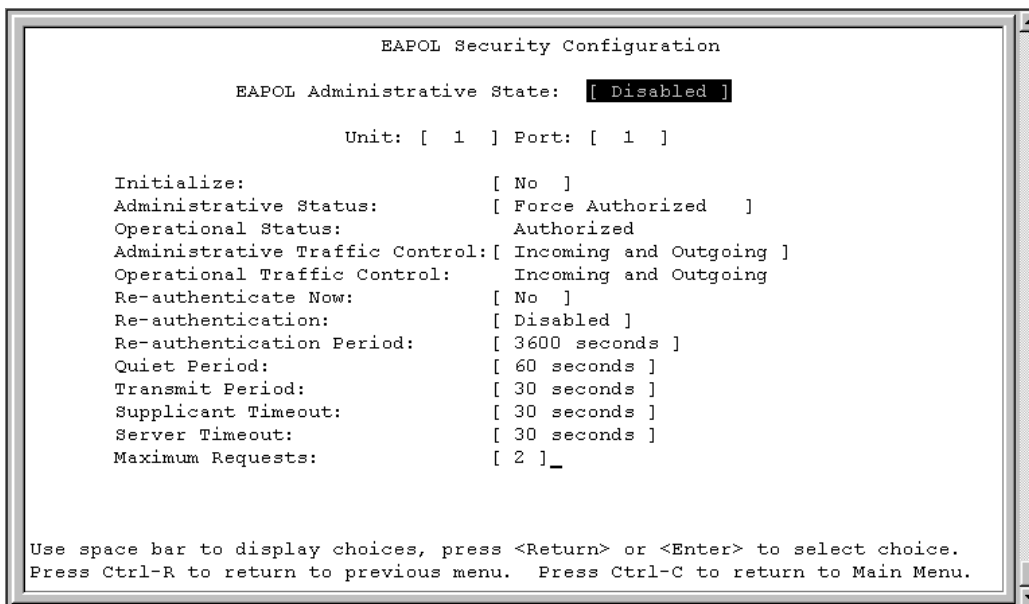 EAPOL Security Configuration
EAPOL Administrative State: [ Disabled ]
Unit: [ 1 ] Port: [ 1 ]
Initialize: [ No ]
Administrative Status: [ Force Authorized ]
Operational Status: Authorized
Administrative Traffic Control:[ Incoming and Outgoing ]
Operational Traffic Control: Incoming and Outgoing
Re-authenticate Now: [ No ]
Re-authentication: [ Disabled ]
Re-authentication Period: [ 3600 seconds ]
Quiet Period: [ 60 seconds ]
Transmit Period: [ 30 seconds ]
Supplicant Timeout: [ 30 seconds ]
Server Timeout: [ 30 seconds ]
Maximum Requests: [ 2 ]_
Use space bar to display choices, press <Return> or <Enter> to select choice.
Press Ctrl-R to return to previous menu. Press Ctrl-C to return to Main Menu.